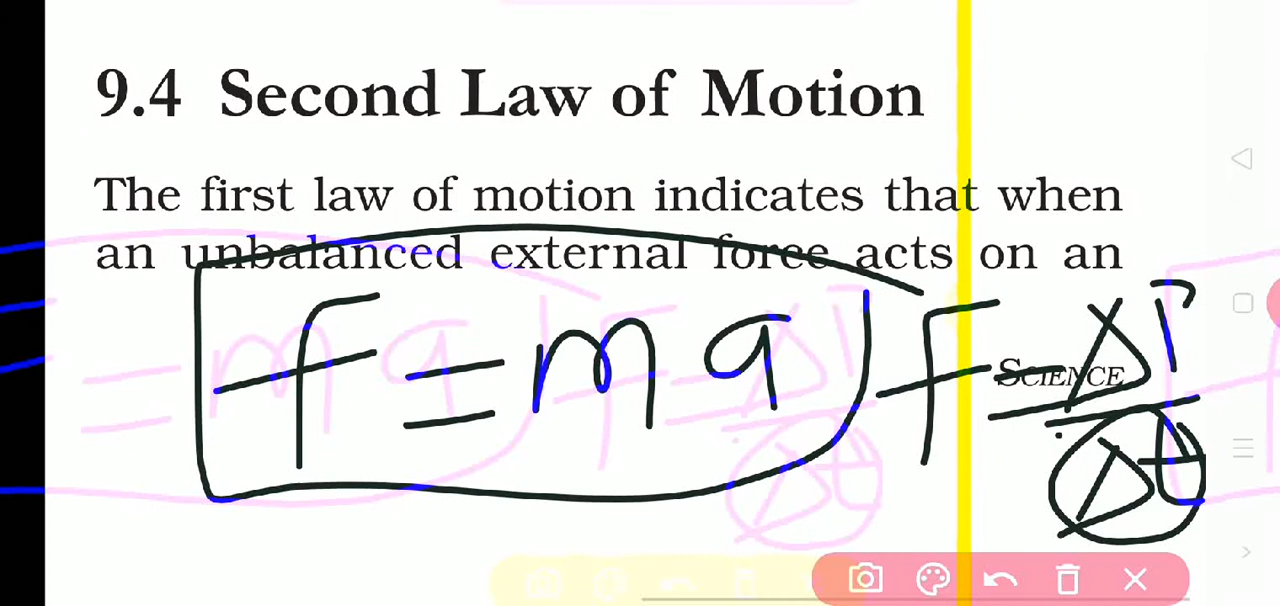 9.4 Second Law of Motion
The first law of motion indicates that when
an unbalanced external force acts on an
F = ma
F = ΔP
SCIENCE
Δt